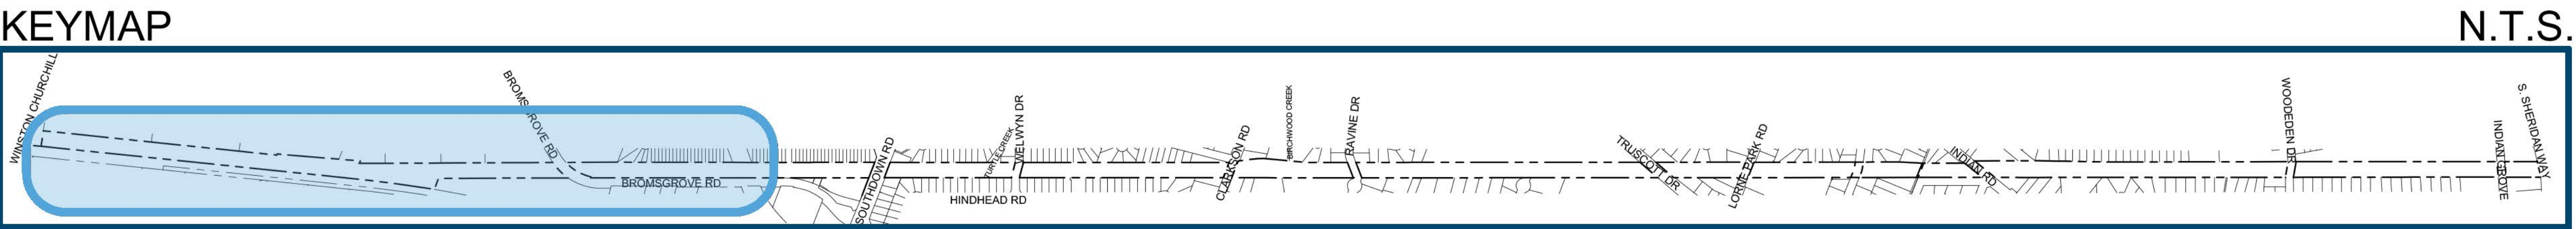 KEYMAP
N.T.S.
WINSTON CHURCHILL
BROMSGROVE RD
BROMSGROVE RD
SOUTHDOWN RD
HINDHEAD RD
TURTLE CREEK
WELWYN DR
CLARKSON RD
BIRCHWOOD CREEK
RAVINE DR
TRUSCOTT DR
LORNE PARK RD
INDIAN RD
WOODEDEN DR
INDIAN GROVE
S. SHERIDAN WAY